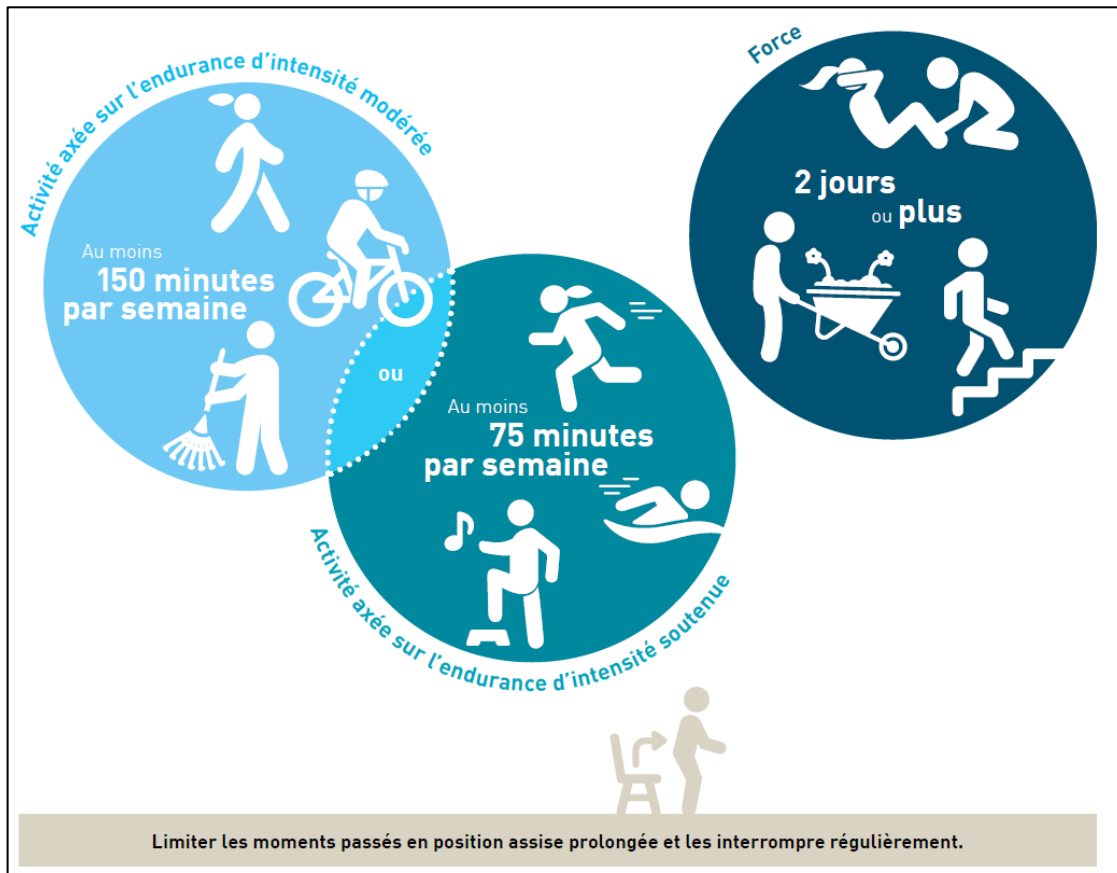 Activité axée sur l'endurance d'intensité modérée
Au moins
150 minutes
par semaine
ou
Au moins
75 minutes
par semaine
Activité axée sur l'endurance d'intensité soutenue
Force
2 jours
ou plus
Limiter les moments passés en position assise prolongée et les interrompre régulièrement.